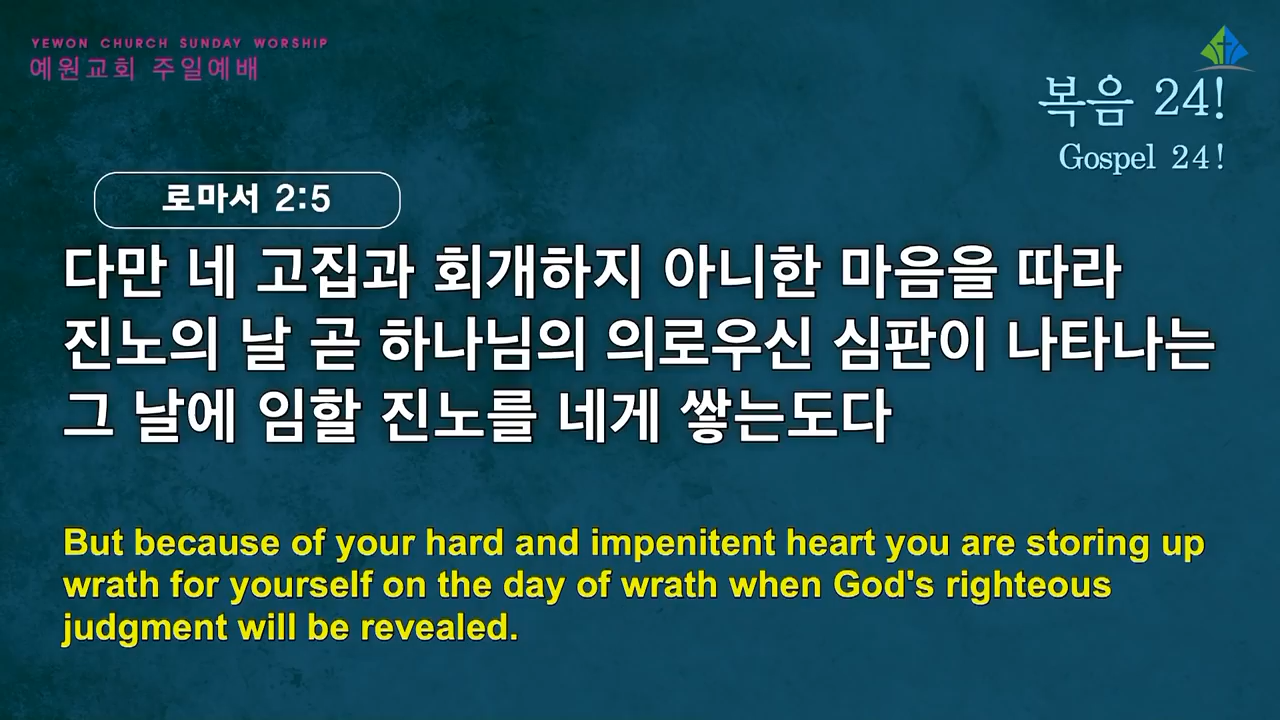 YEWON CHURCH SUNDAY WORSHIP
예원교회 주일예배
복음 24!
Gospel 24!
로마서 2:5
다만 네 고집과 회개하지 아니한 마음을 따라
진노의 날 곧 하나님의 의로우신 심판이 나타나는
그 날에 임할 진노를 네게 쌓는도다
But because of your hard and impenitent heart you are storing up
wrath for yourself on the day of wrath when God's righteous
judgment will be revealed.